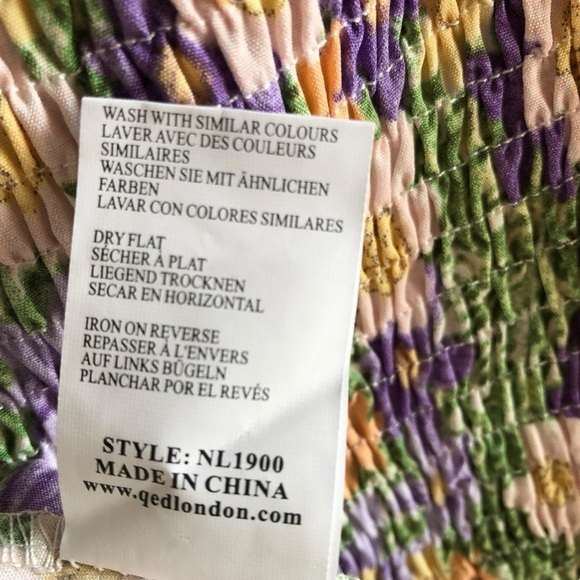 WASH WITH SIMILAR COLOURS
LAVER AVEC DES COULEURS
SIMILAIRES
WASCHEN SIE MIT ÄHNLICHEN
FARBEN
LAVAR CON COLORES SIMILARES
DRY FLAT
SÉCHER À PLAT
LIEGEND TROCKNEN
SECAR EN HORIZONTAL
IRON ON REVERSE
REPASSER À L'ENVERS
AUF LINKS BÜGELN
PLANCHAR POR EL REVÉS
STYLE: NL1900
MADE IN CHINA
www.qedlondon.com